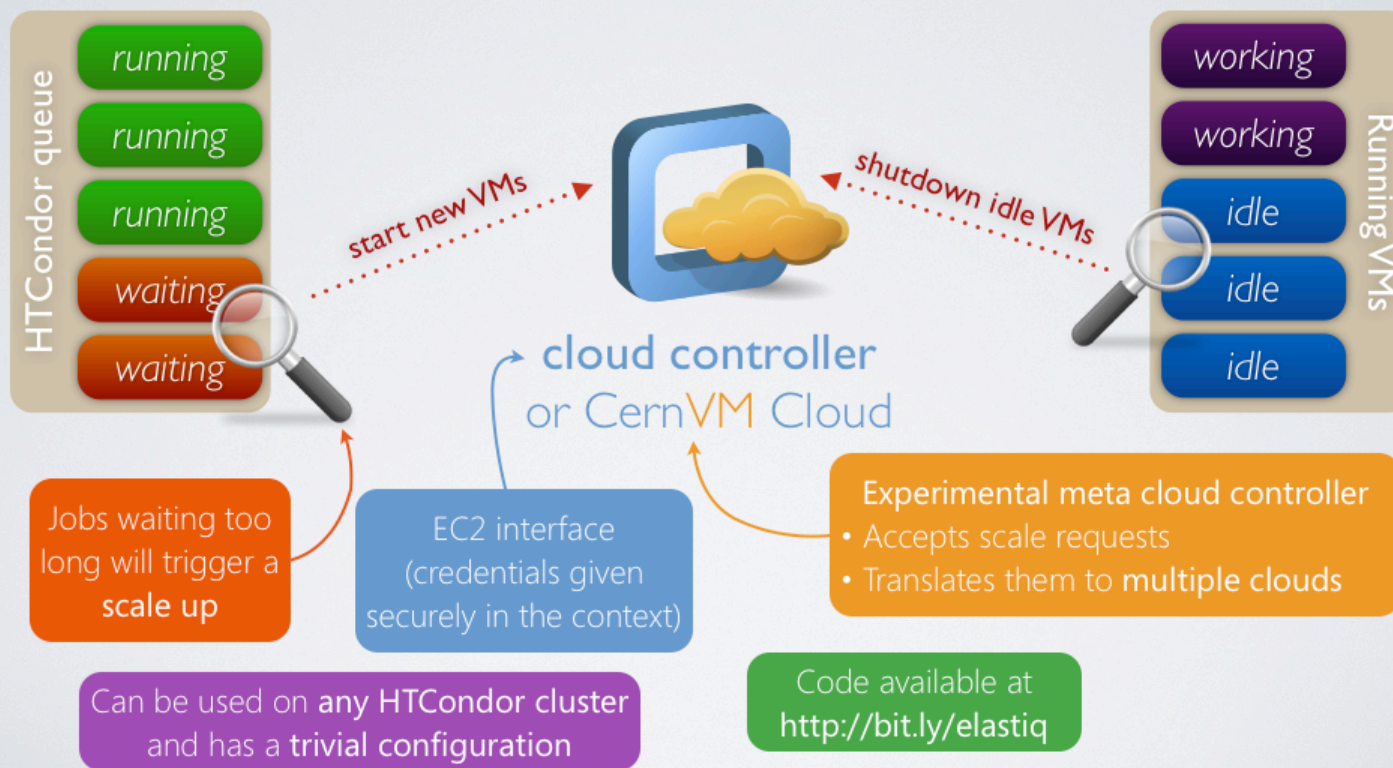 HTCondor queue
running
running
running
waiting
waiting
start new VMs
shutdown idle VMs
working
working
idle
idle
idle
Running VMs
cloud controller
or CernVM Cloud
Jobs waiting too
long will trigger a
scale up
EC2 interface
(credentials given
securely in the context)
Experimental meta cloud controller
• Accepts scale requests
• Translates them to multiple clouds
Can be used on any HTCondor cluster
and has a trivial configuration
Code available at
http://bit.ly/elastiq